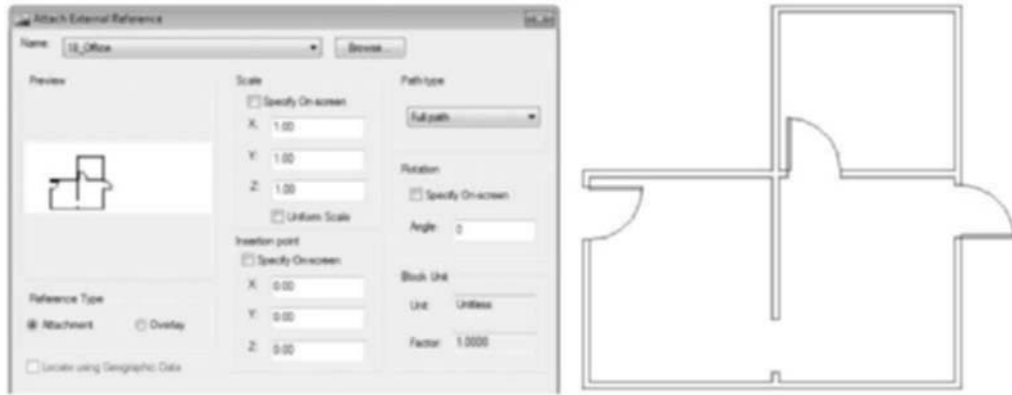 Attach External Reference
Name: 18_Office Browse...
Preview
Reference Type
Attachment Overlay
Locate using Geographic Data
Scale
Specify On-screen
X: 1.00
Y: 1.00
Z: 1.00
Uniform Scale
Insertion point
Specify On-screen
X: 0.00
Y: 0.00
Z: 0.00
Path type
Full path
Rotation
Specify On-screen
Angle: 0
Block Unit
Unit: Unitless
Factor: 1.0000